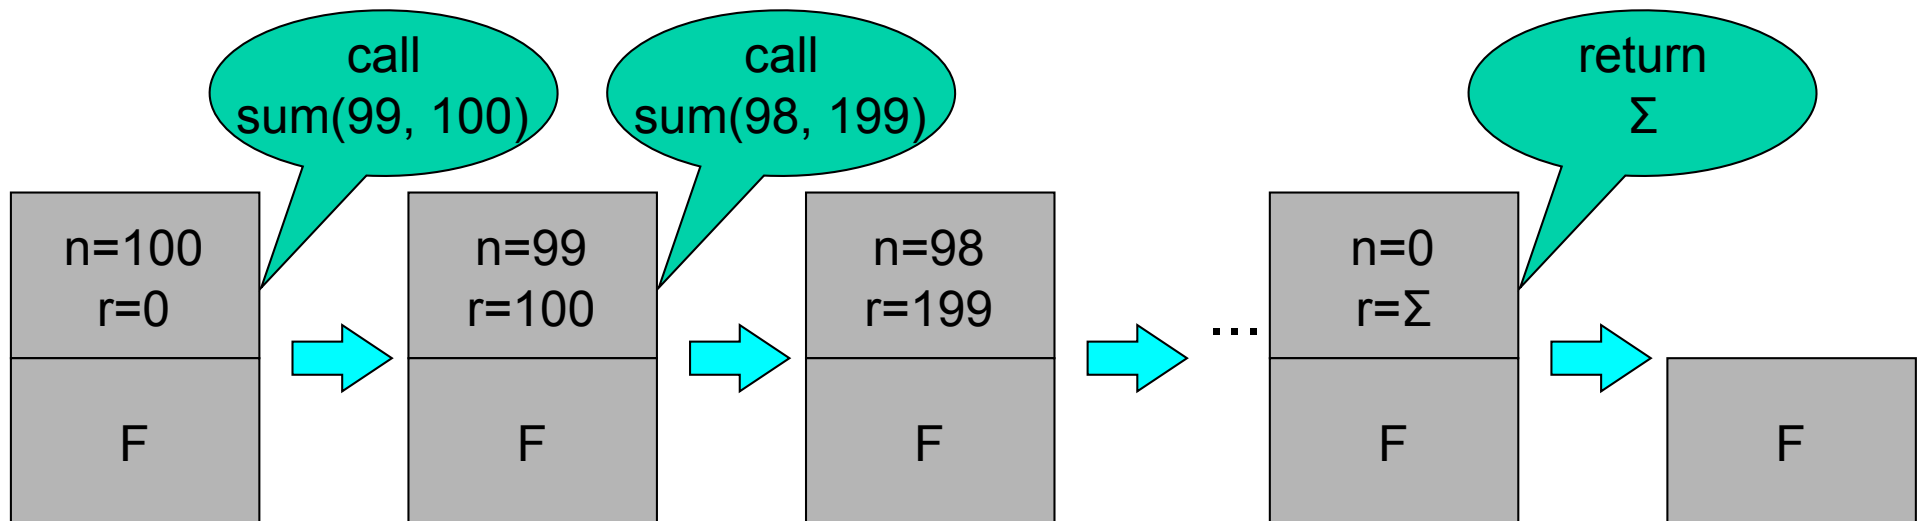 call
sum(99, 100)
call
sum(98, 199)
return
Σ
n=100
r=0
n=99
r=100
n=98
r=199
...
n=0
r=Σ
F
F
F
F
F